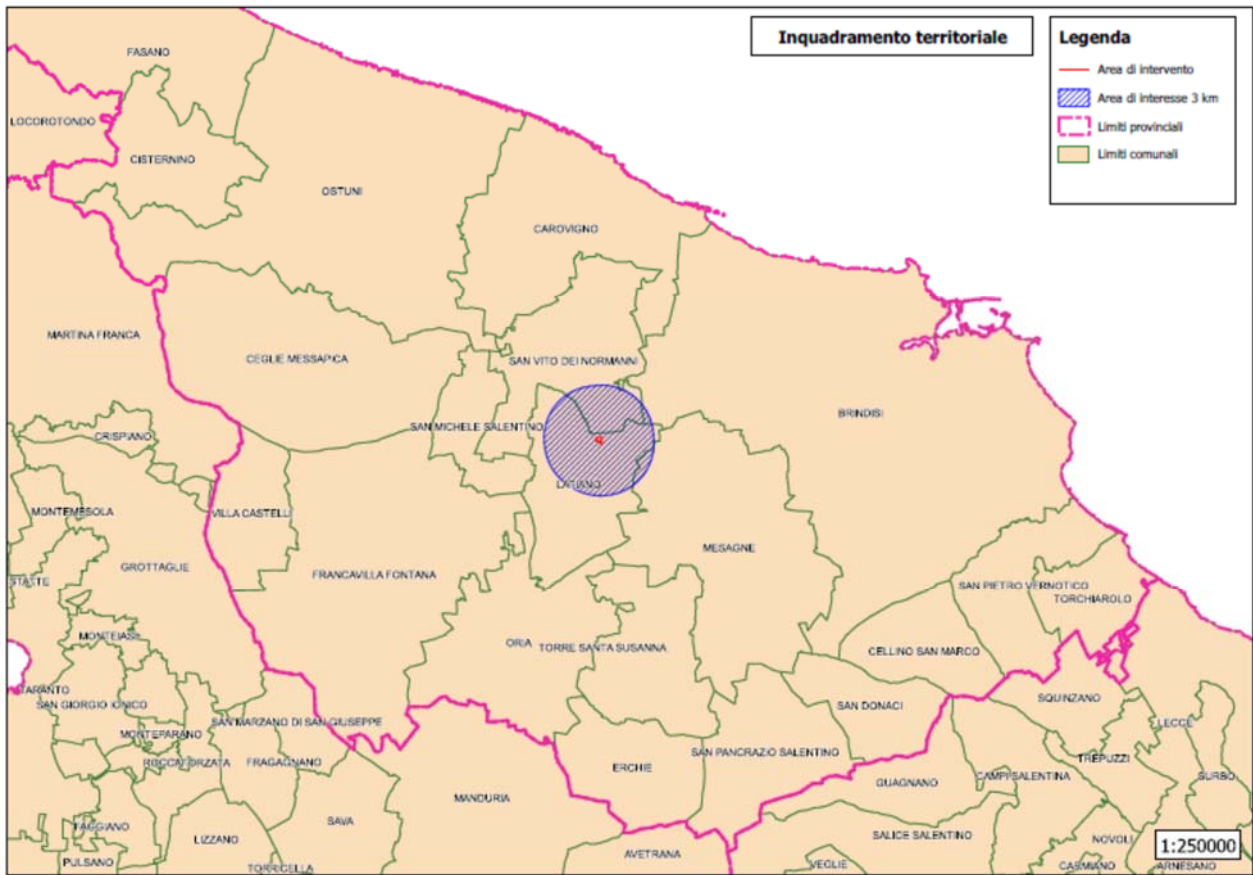 Inquadramento territoriale
Legenda
Area di intervento
Area di interesse 3 km
Limiti provinciali
Limiti comunali
FASANO
LOCOROTONDO
CISTERNINO
OSTUNI
CAROVIGNO
MARTINA FRANCA
CEGLIE MESSAPICA
SAN VITO DEI NORMANNI
BRINDISI
SAN MICHELE SALENTINO
CRISPIANO
LATIANO
MONTEMESOLA
VILLA CASTELLI
MESAGNE
GROTTAGLIE
FRANCAVILLA FONTANA
STATTE
SAN PIETRO VERNOTICO
TORCHIAROLO
MONTEIASI
ORIA
TORRE SANTA SUSANNA
CELLINO SAN MARCO
TARANTO
SAN GIORGIO IONICO
SAN MARZANO DI SAN GIUSEPPE
SAN DONACI
SQUINZANO
LECCE
MONTEPARANO
ROCCAFORZATA
FRAGAGNANO
ERCHIE
SAN PANCRAZIO SALENTINO
TREPUZZI
MANDURIA
GUAGNANO
CAMPI SALENTINA
SURBO
FAGGIANO
LIZZANO
SAVA
SALICE SALENTINO
NOVOLI
1:250000
PULSANO
TORRICELLA
AVETRANA
VEGLIE
CARMIANO
ARNESANO